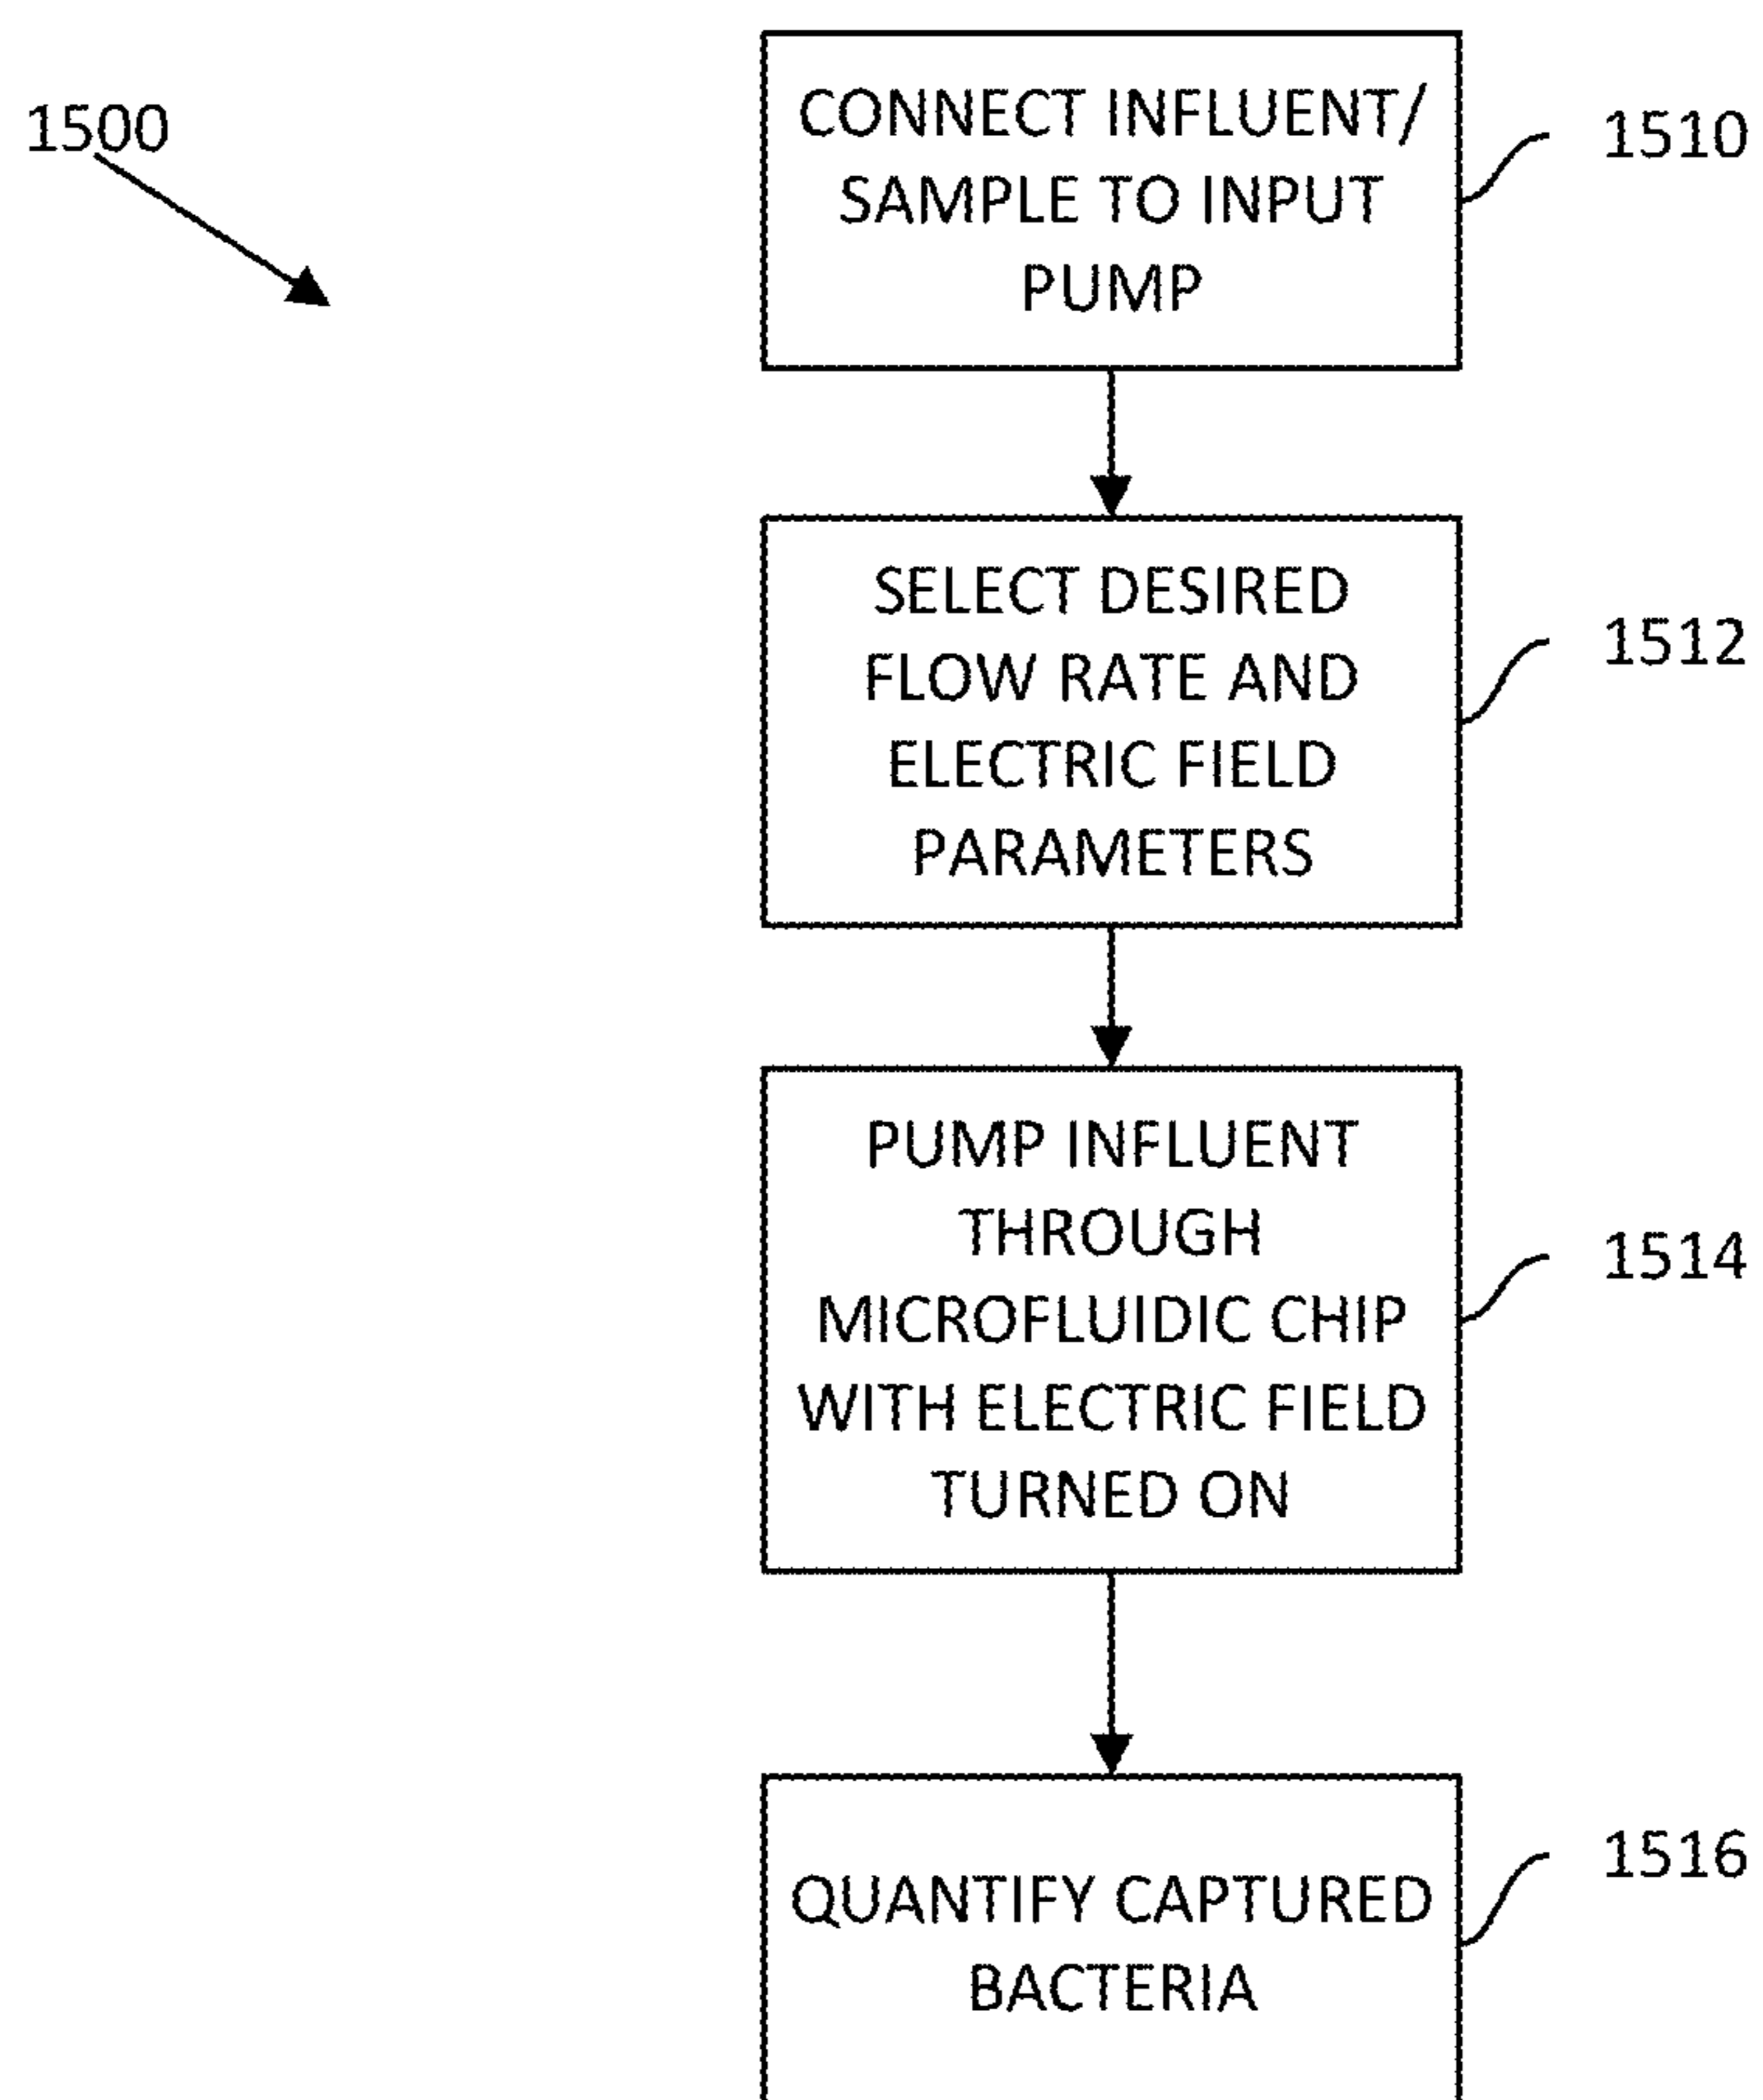 1500
CONNECT INFLUENT/
SAMPLE TO INPUT
PUMP
1510
SELECT DESIRED
FLOW RATE AND
ELECTRIC FIELD
PARAMETERS
1512
PUMP INFLUENT
THROUGH
MICROFLUIDIC CHIP
WITH ELECTRIC FIELD
TURNED ON
1514
QUANTIFY CAPTURED
BACTERIA
1516